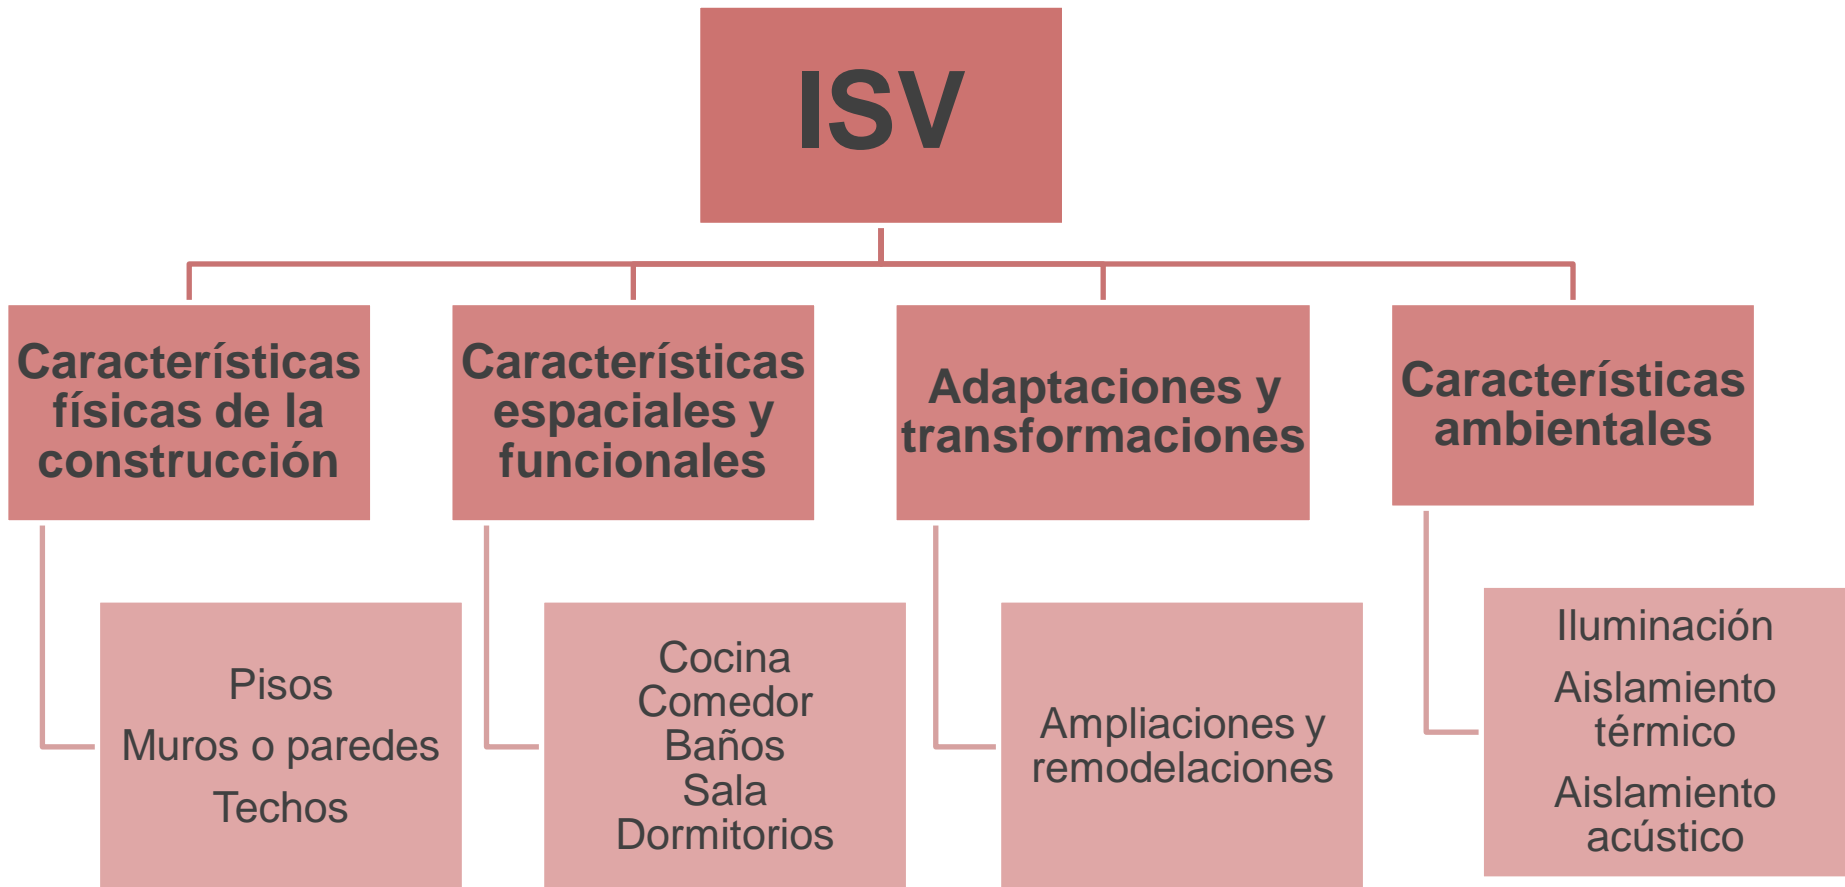 ISV
Características
físicas de la
construcción
Características
espaciales y
funcionales
Adaptaciones y
transformaciones
Características
ambientales
Pisos
Muros o paredes
Techos
Cocina
Comedor
Baños
Sala
Dormitorios
Ampliaciones y
remodelaciones
Iluminación
Aislamiento
térmico
Aislamiento
acústico